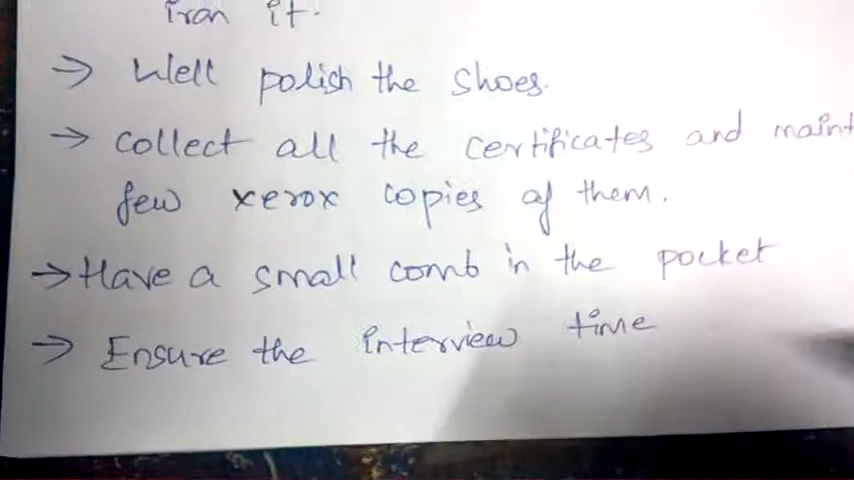 iron it.
→ Well polish the shoes.
→ collect all the certificates and maint
few xerox copies of them.
→ Have a small comb in the pocket
→ Ensure the interview time